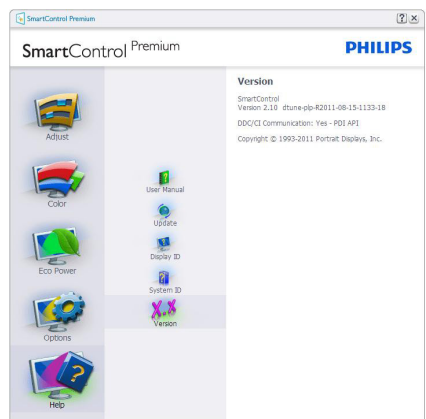 SmartControl Premium
? ×
SmartControl Premium
PHILIPS
Adjust
Color
Eco Power
Options
Help
User Manual
Update
Display ID
System ID
X.X
Version
Version
SmartControl
Version 2.10 dtune-plp-R2011-08-15-1133-18
DDC/CI Communication: Yes - PDI API
Copyright © 1993-2011 Portrait Displays, Inc.